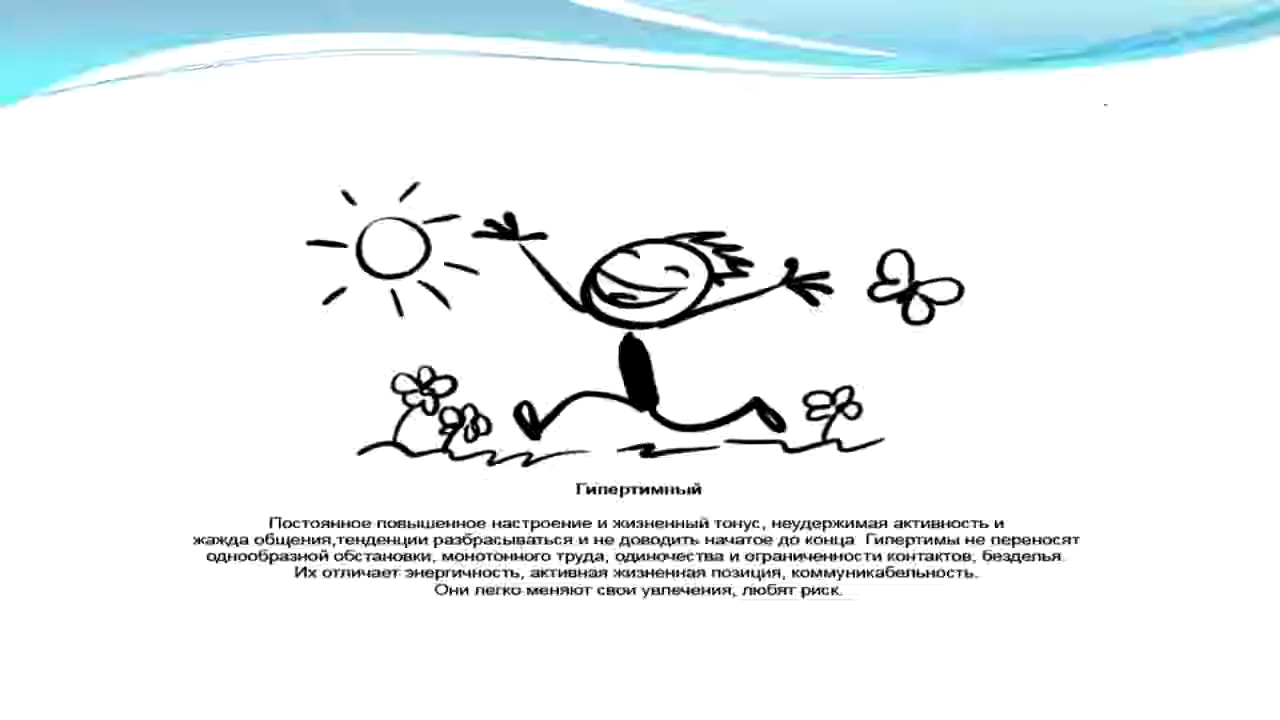 Гипертимный
Постоянное повышенное настроение и жизненный тонус, неудержимая активность и
жажда общения,тенденции разбрасываться и не доводить начатое до конца. Гипертимы не переносят
однообразной обстановки, монотонного труда, одиночества и ограниченности контактов, безделья.
Их отличает энергичность, активная жизненная позиция, коммуникабельность.
Они легко меняют свои увлечения, любят риск.